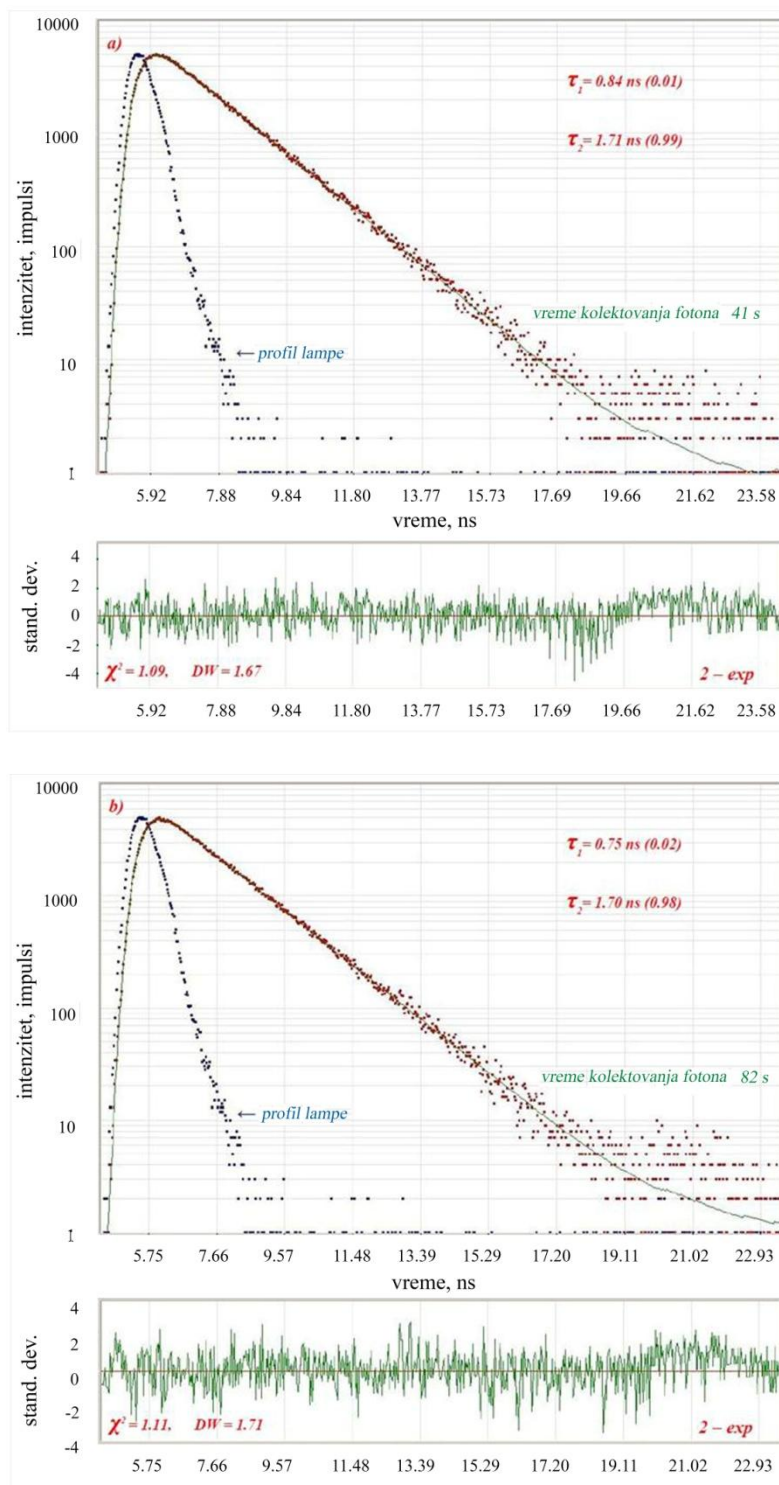 10000
a)
τ₁ = 0.84 ns (0.01)
1000
τ₂ = 1.71 ns (0.99)
intenzitet, impulsi
100
vreme kolektovanja fotona 41 s
← profil lampe
10
1
5.92 7.88 9.84 11.80 13.77 15.73 17.69 19.66 21.62 23.58
vreme, ns
4
2
stand. dev.
0
-2
-4
χ² = 1.09, DW = 1.67
2 – exp
5.92 7.88 9.84 11.80 13.77 15.73 17.69 19.66 21.62 23.58
10000
b)
τ₁ = 0.75 ns (0.02)
1000
τ₂ = 1.70 ns (0.98)
intenzitet, impulsi
100
vreme kolektovanja fotona 82 s
← profil lampe
10
1
5.75 7.66 9.57 11.48 13.39 15.29 17.20 19.11 21.02 22.93
vreme, ns
4
2
stand. dev.
0
-2
-4
χ² = 1.11, DW = 1.71
2 – exp
5.75 7.66 9.57 11.48 13.39 15.29 17.20 19.11 21.02 22.93